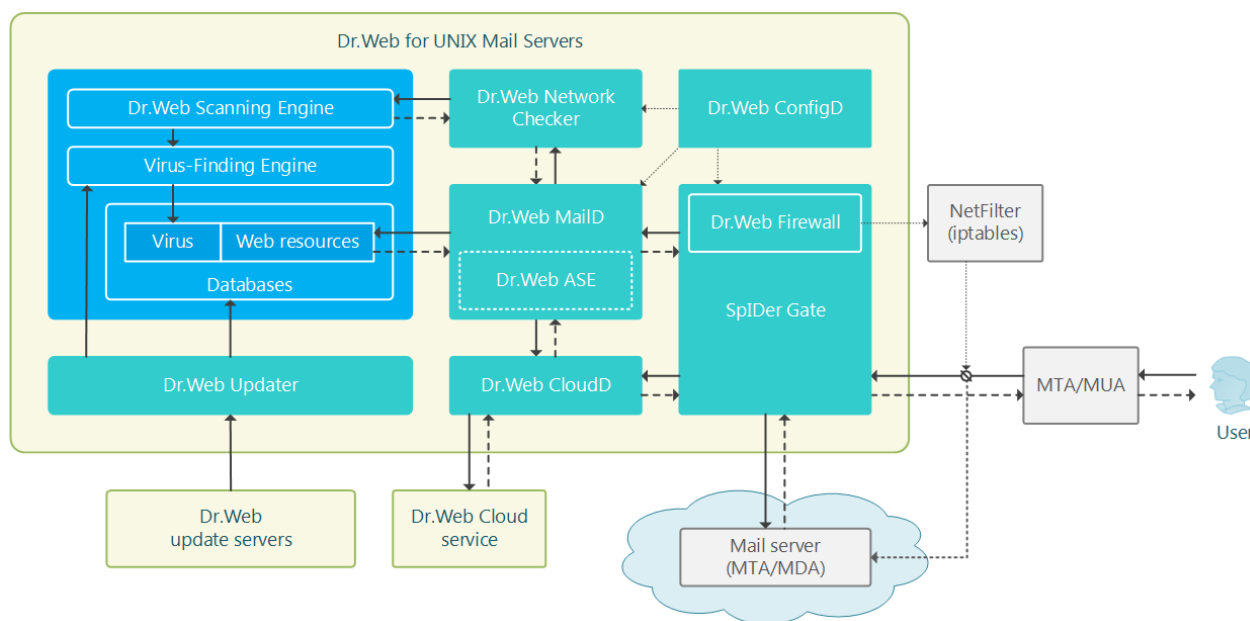 Dr.Web for UNIX Mail Servers
Dr.Web Scanning Engine
Dr.Web Network
Checker
Dr.Web ConfigD
Virus-Finding Engine
Dr.Web MailD
Dr.Web Firewall
NetFilter
(iptables)
Virus
Web resources
Databases
Dr.Web ASE
SpIDer Gate
Dr.Web Updater
Dr.Web CloudD
MTA/MUA
User
Dr.Web
update servers
Dr.Web Cloud
service
Mail server
(MTA/MDA)